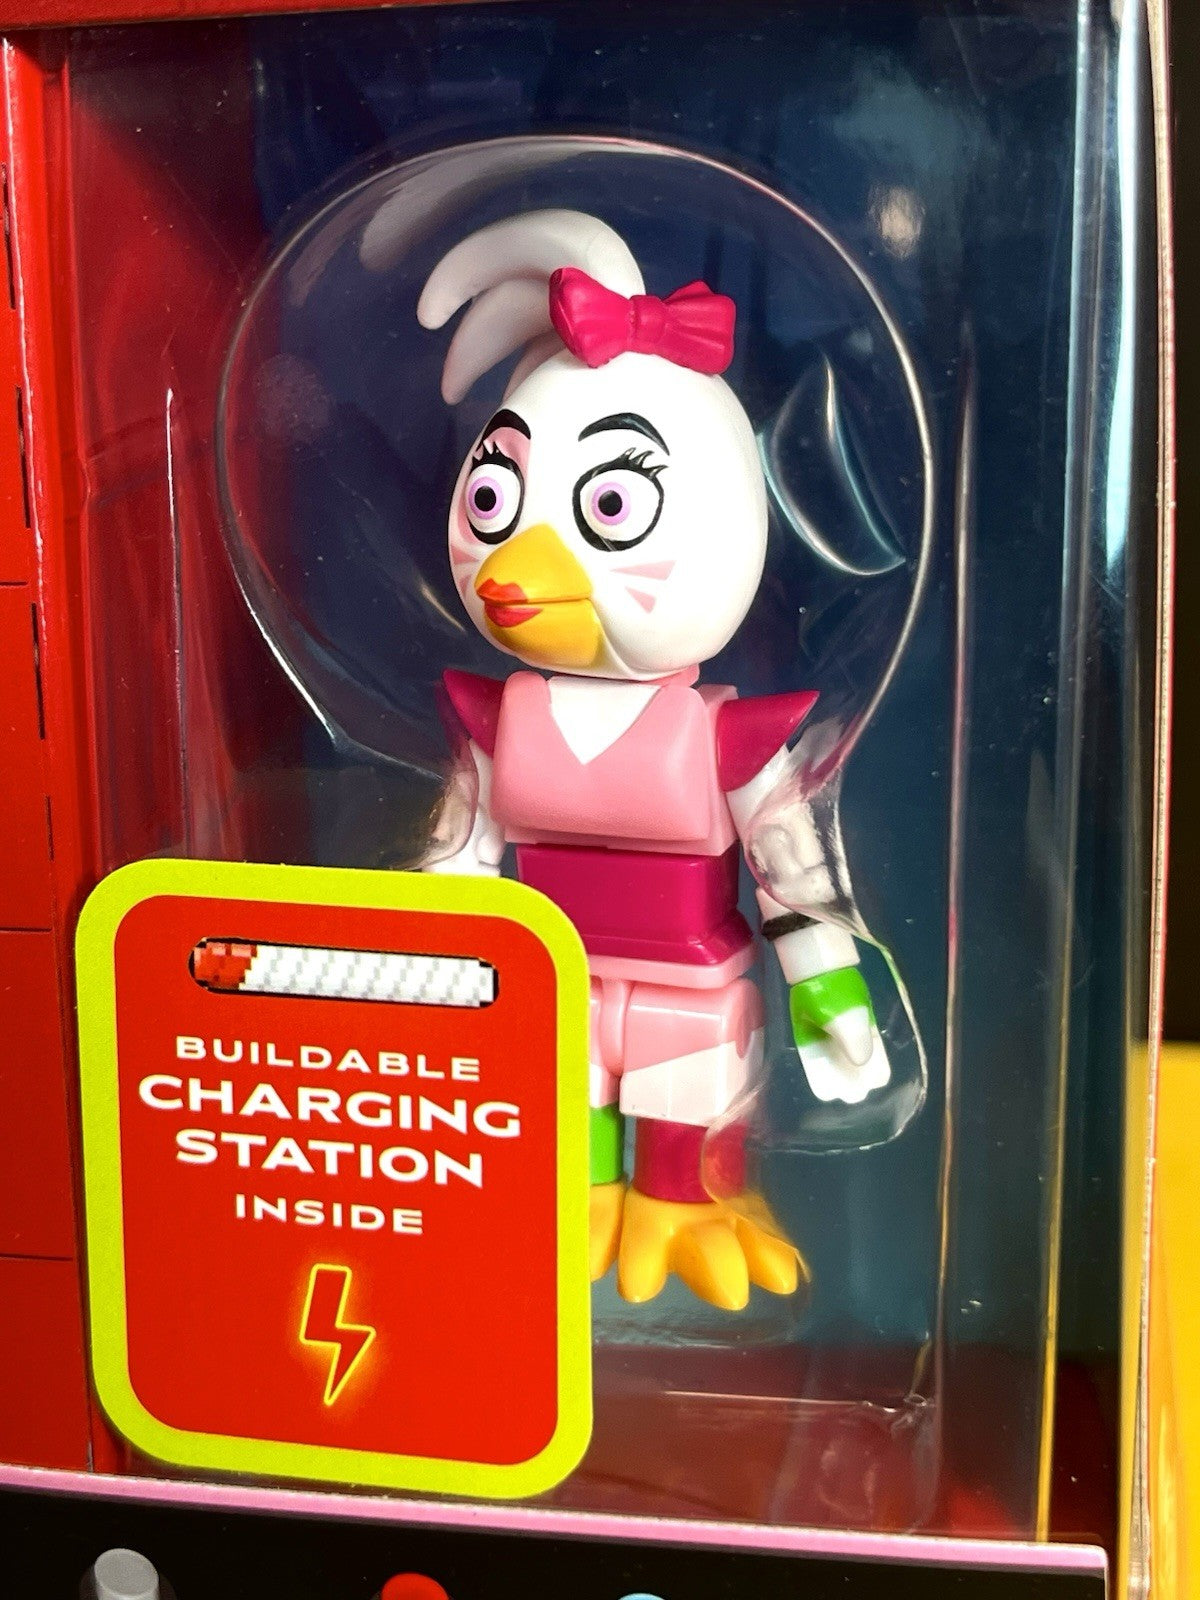 BUILDABLE
CHARGING
STATION
INSIDE